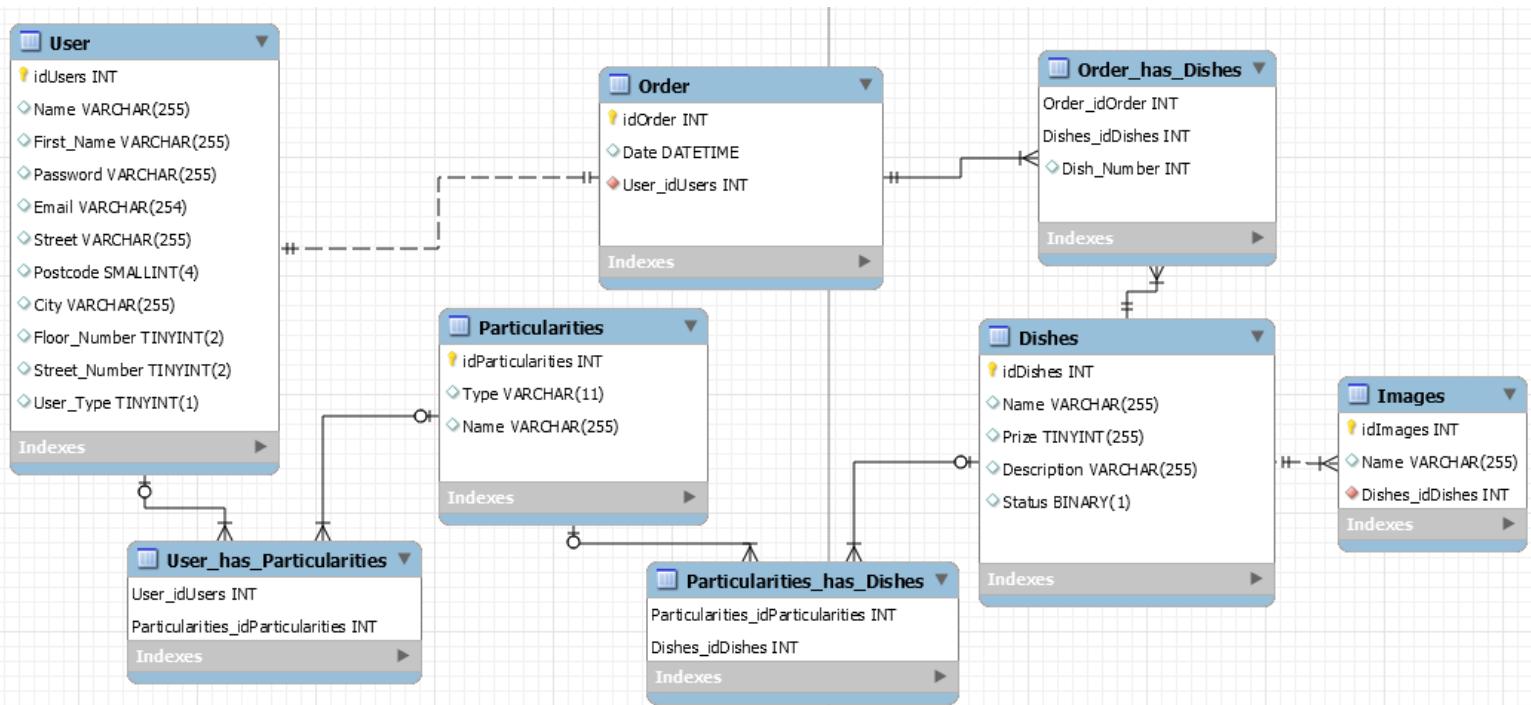 User
idUsers INT
Name VARCHAR(255)
First_Name VARCHAR(255)
Password VARCHAR(255)
Email VARCHAR(254)
Street VARCHAR(255)
Postcode SMALLINT(4)
City VARCHAR(255)
Floor_Number TINYINT(2)
Street_Number TINYINT(2)
User_Type TINYINT(1)
Indexes
Order
idOrder INT
Date DATETIME
User_idUsers INT
Indexes
Order_has_Dishes
Order_idOrder INT
Dishes_idDishes INT
Dish_Number INT
Indexes
Particularities
idParticularities INT
Type VARCHAR(11)
Name VARCHAR(255)
Indexes
Dishes
idDishes INT
Name VARCHAR(255)
Prize TINYINT(255)
Description VARCHAR(255)
Status BINARY(1)
Indexes
Images
idImages INT
Name VARCHAR(255)
Dishes_idDishes INT
Indexes
User_has_Particularities
User_idUsers INT
Particularities_idParticularities INT
Indexes
Particularities_has_Dishes
Particularities_idParticularities INT
Dishes_idDishes INT
Indexes